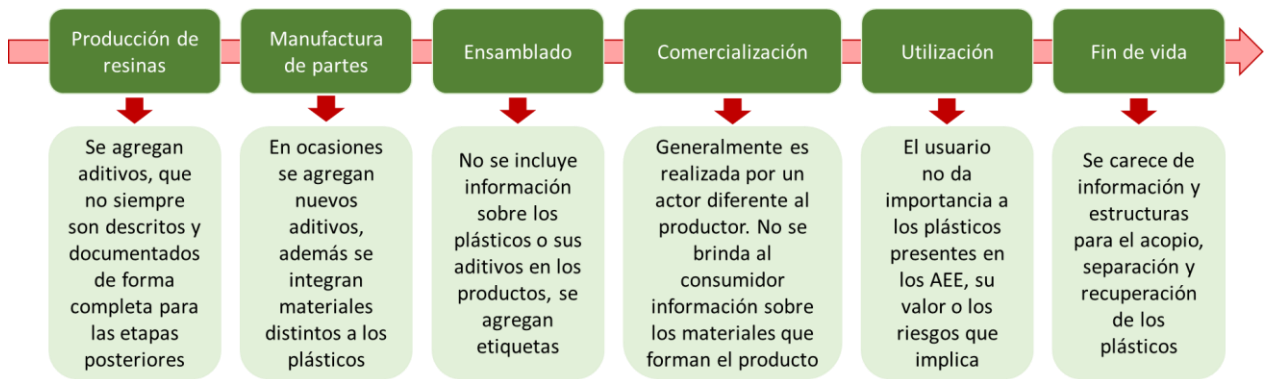 Producción de
resinas
Manufactura
de partes
Ensamblado
Comercialización
Utilización
Fin de vida
Se agregan
aditivos, que
no siempre
son descritos y
documentados
de forma
completa para
las etapas
posteriores
En ocasiones
se agregan
nuevos
aditivos,
además se
integran
materiales
distintos a los
plásticos
No se incluye
información
sobre los
plásticos o sus
aditivos en los
productos, se
agregan
etiquetas
Generalmente es
realizada por un
actor diferente al
productor. No se
brinda al
consumidor
información sobre
los materiales que
forman el producto
El usuario
no da
importancia a
los plásticos
presentes en
los AEE, su
valor o los
riesgos que
implica
Se carece de
información y
estructuras
para el acopio,
separación y
recuperación
de los
plásticos